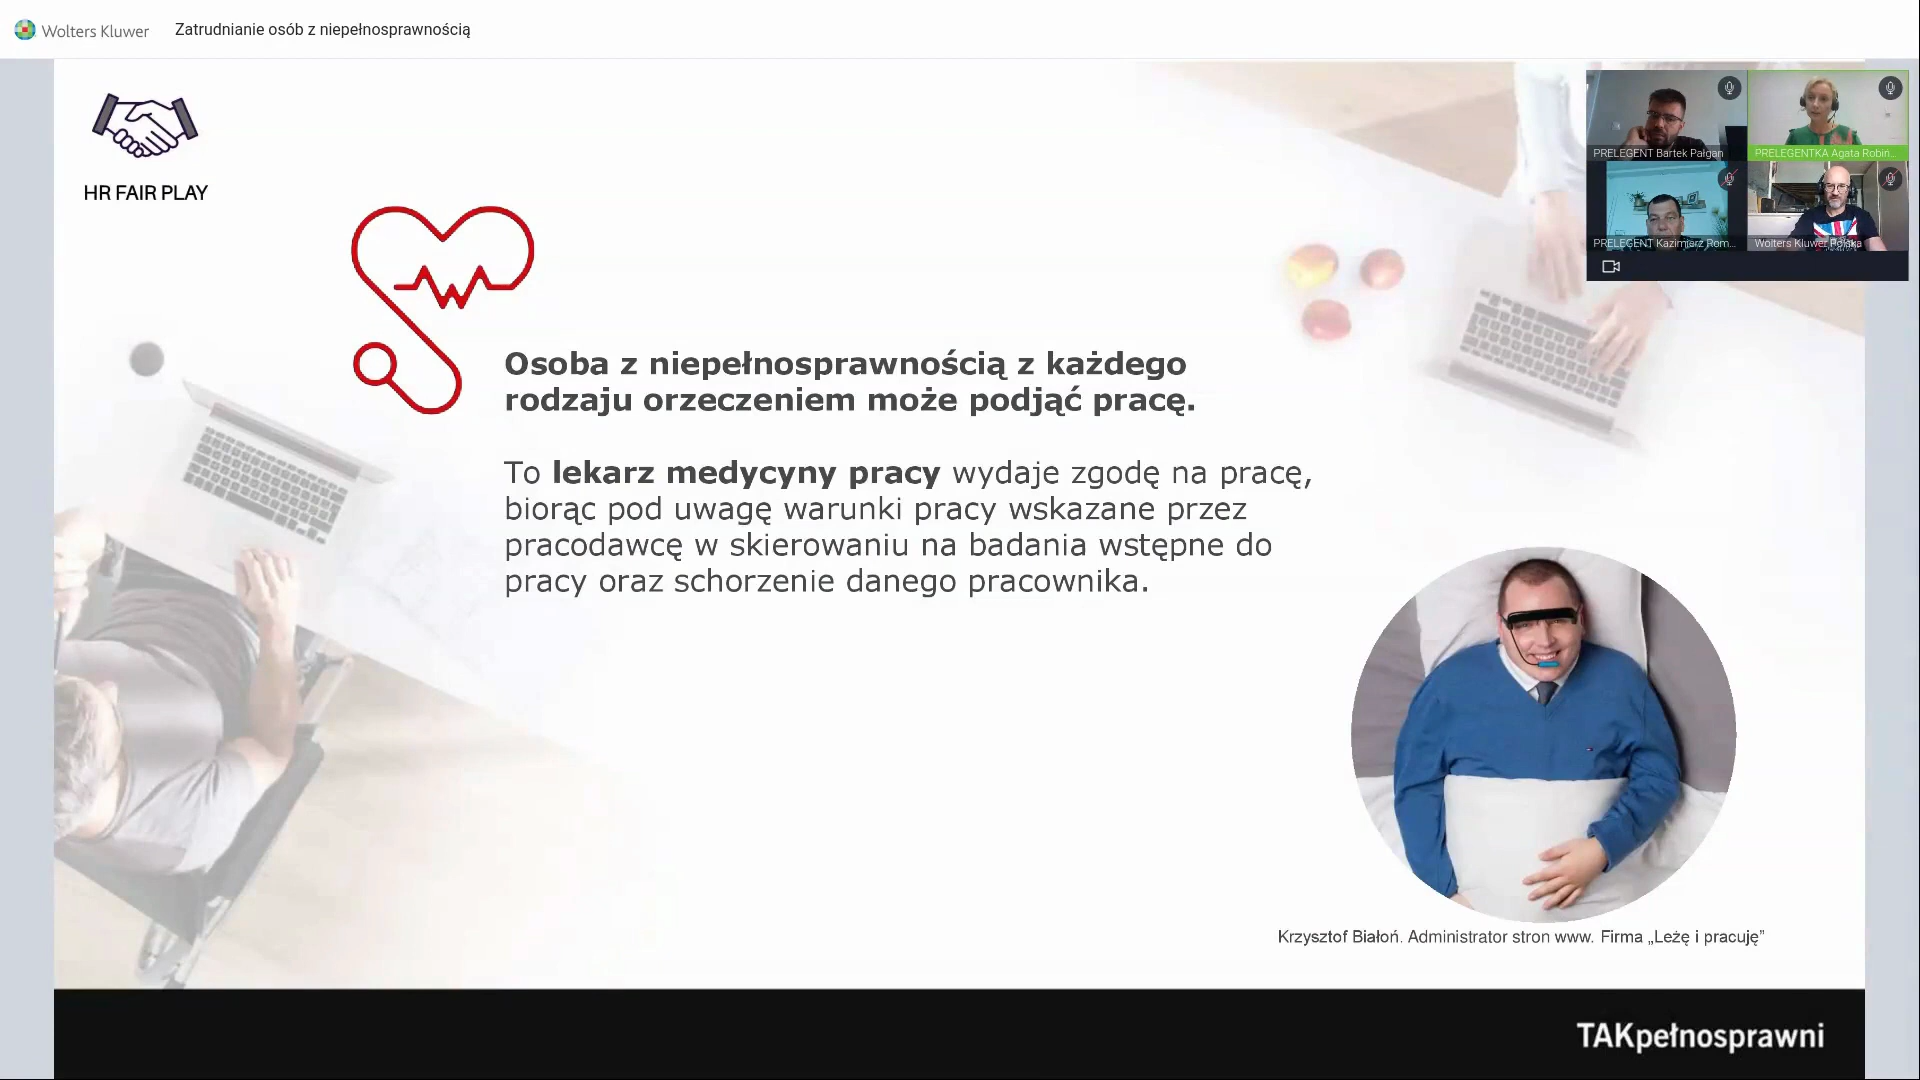 Wolters Kluwer
Zatrudnianie osób z niepełnosprawnością
HR FAIR PLAY
PRELEGENT Bartek Pałgan
PRELEGENTKA Agata Robiń...
PRELEGENT Kazimierz Rom...
Wolters Kluwer Polska
Osoba z niepełnosprawnością z każdego
rodzaju orzeczeniem może podjąć pracę.
To lekarz medycyny pracy wydaje zgodę na pracę,
biorąc pod uwagę warunki pracy wskazane przez
pracodawcę w skierowaniu na badania wstępne do
pracy oraz schorzenie danego pracownika.
Krzysztof Białoń. Administrator stron www. Firma „Leżę i pracuję”
TAKpełnosprawni